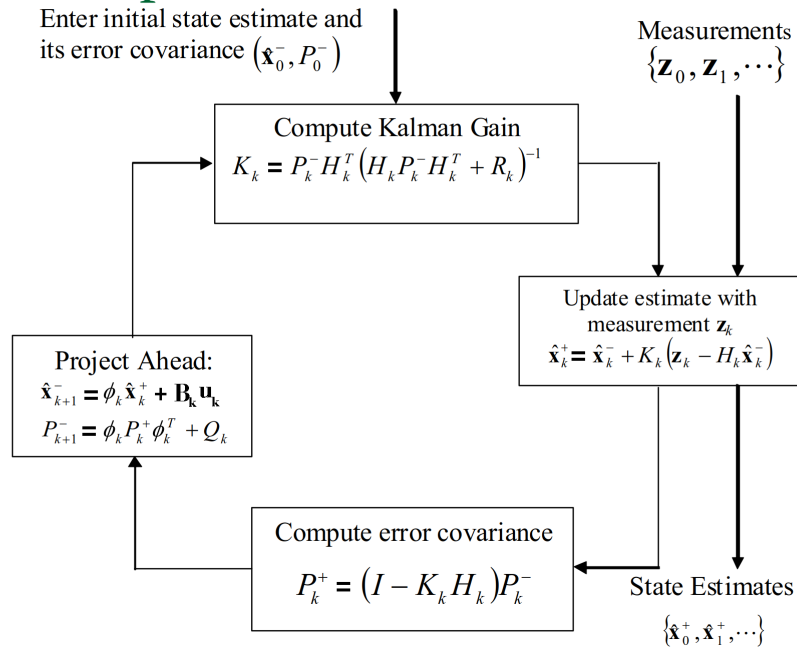 Enter initial state estimate and
its error covariance (x̂₀⁻, P₀⁻)
Measurements
{z₀, z₁, ⋯}
Compute Kalman Gain
Kₖ = Pₖ⁻Hₖᵀ(HₖPₖ⁻Hₖᵀ + Rₖ)⁻¹
Update estimate with
measurement zₖ
x̂ₖ⁺ = x̂ₖ⁻ + Kₖ(zₖ − Hₖx̂ₖ⁻)
Project Ahead:
x̂ₖ₊₁⁻ = ϕₖx̂ₖ⁺ + Bₖuₖ
Pₖ₊₁⁻ = ϕₖPₖ⁺ϕₖᵀ + Qₖ
Compute error covariance
Pₖ⁺ = (I − KₖHₖ)Pₖ⁻
State Estimates
{x̂₀⁺, x̂₁⁺, ⋯}